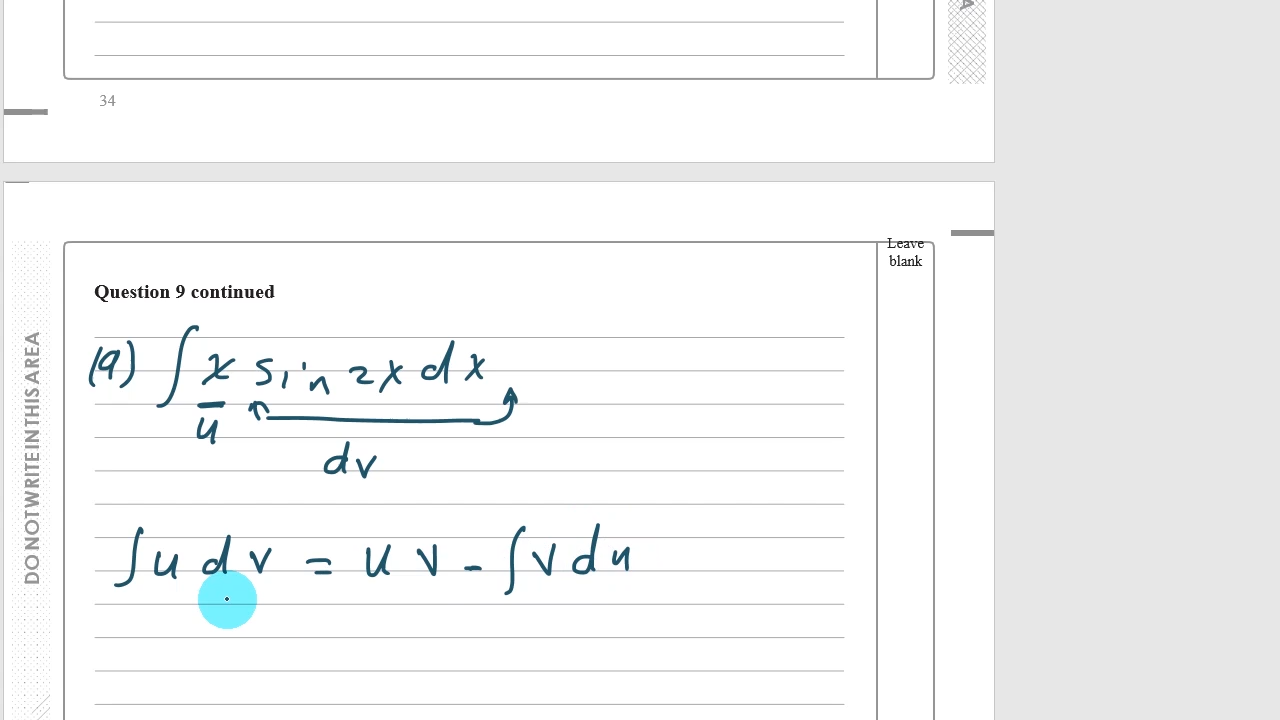 34
Leave
blank
Question 9 continued
DO NOT WRITE IN THIS AREA
(9) ∫ x sin 2x dx
u
dv
∫ u dv = u v - ∫ v du